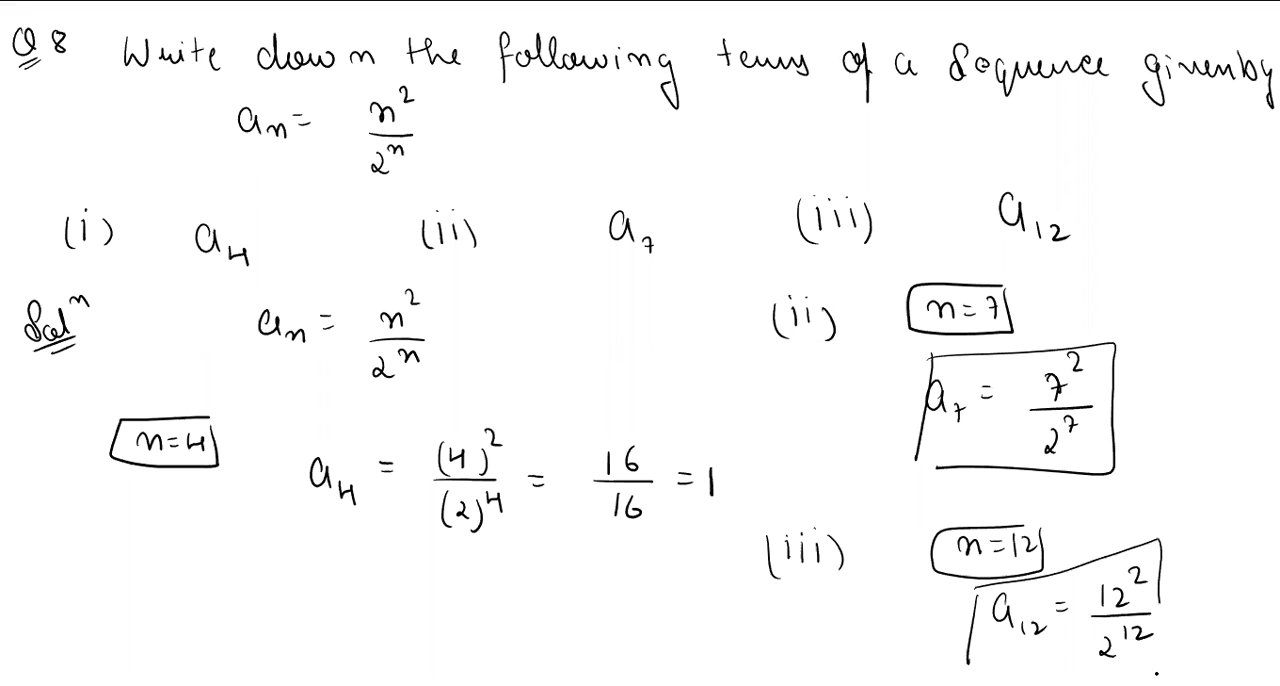 Q 8 Write down the following terms of a Sequence given by
aₙ = n²/2ⁿ
(i) a₄ (ii) a₇ (iii) a₁₂
Solⁿ aₙ = n²/2ⁿ
n=4 a₄ = (4)²/(2)⁴ = 16/16 = 1
(ii) n=7
a₇ = 7²/2⁷
(iii) n=12
a₁₂ = 12²/2¹²